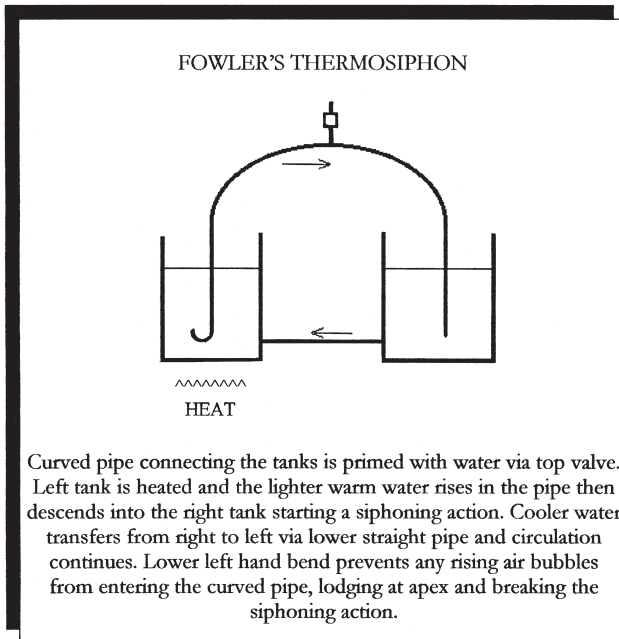 FOWLER'S THERMOSIPHON
HEAT
Curved pipe connecting the tanks is primed with water via top valve.
Left tank is heated and the lighter warm water rises in the pipe then
descends into the right tank starting a siphoning action. Cooler water
transfers from right to left via lower straight pipe and circulation
continues. Lower left hand bend prevents any rising air bubbles
from entering the curved pipe, lodging at apex and breaking the
siphoning action.